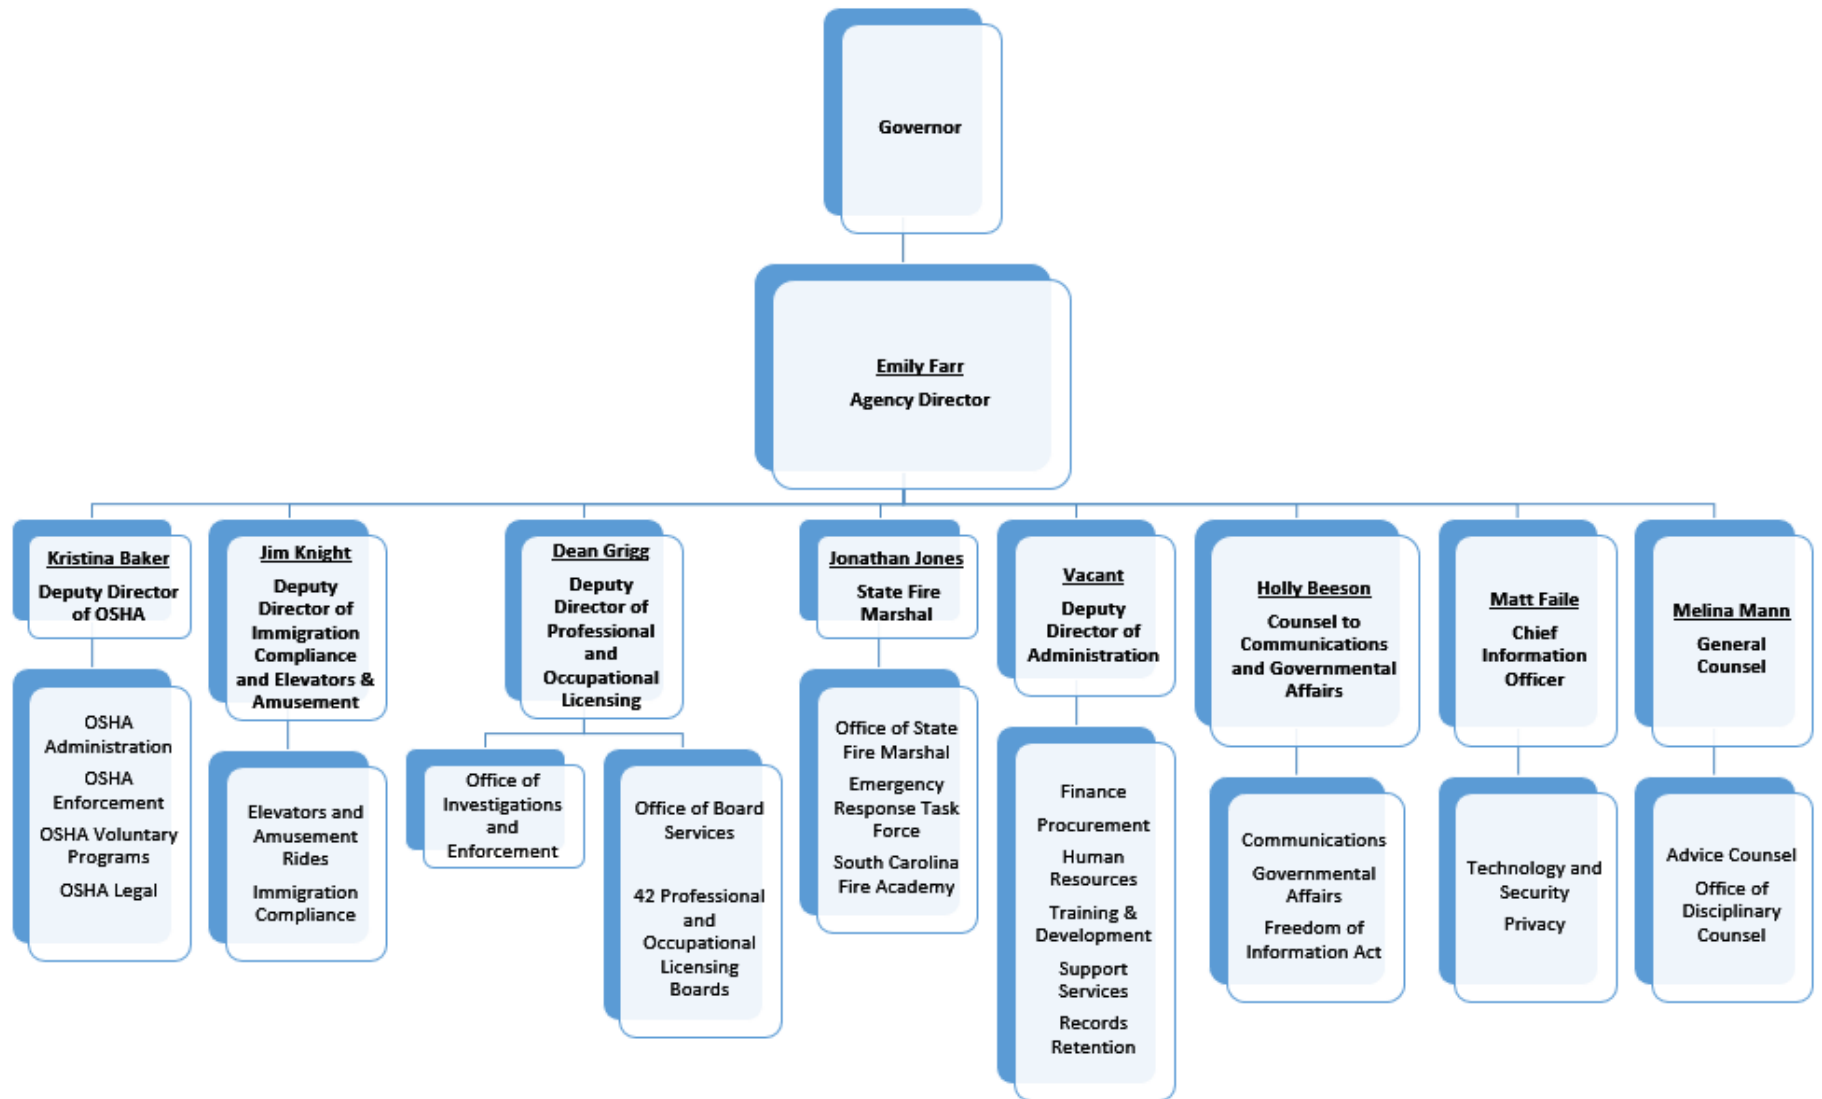 Governor
Emily Farr
Agency Director
Kristina Baker
Deputy Director
of OSHA
OSHA
Administration
OSHA
Enforcement
OSHA Voluntary
Programs
OSHA Legal
Jim Knight
Deputy
Director of
Immigration
Compliance
and Elevators &
Amusement
Elevators and
Amusement
Rides
Immigration
Compliance
Dean Grigg
Deputy
Director of
Professional
and
Occupational
Licensing
Office of
Investigations
and
Enforcement
Office of Board
Services
42 Professional
and
Occupational
Licensing
Boards
Jonathan Jones
State Fire
Marshal
Office of State
Fire Marshal
Emergency
Response Task
Force
South Carolina
Fire Academy
Vacant
Deputy
Director of
Administration
Finance
Procurement
Human
Resources
Training &
Development
Support
Services
Records
Retention
Holly Beeson
Counsel to
Communications
and Governmental
Affairs
Communications
Governmental
Affairs
Freedom of
Information Act
Matt Faile
Chief
Information
Officer
Technology and
Security
Privacy
Melina Mann
General
Counsel
Advice Counsel
Office of
Disciplinary
Counsel